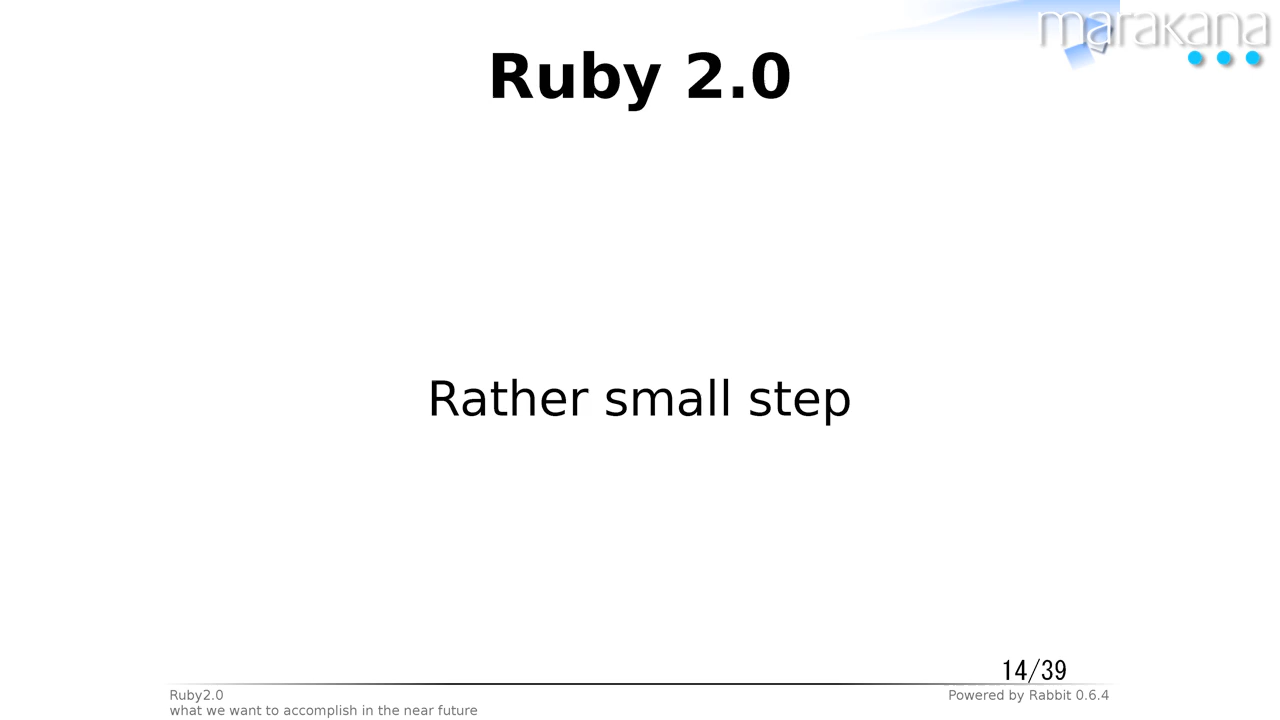 marakana
Ruby 2.0
Rather small step
14/39
Ruby2.0
Powered by Rabbit 0.6.4
what we want to accomplish in the near future